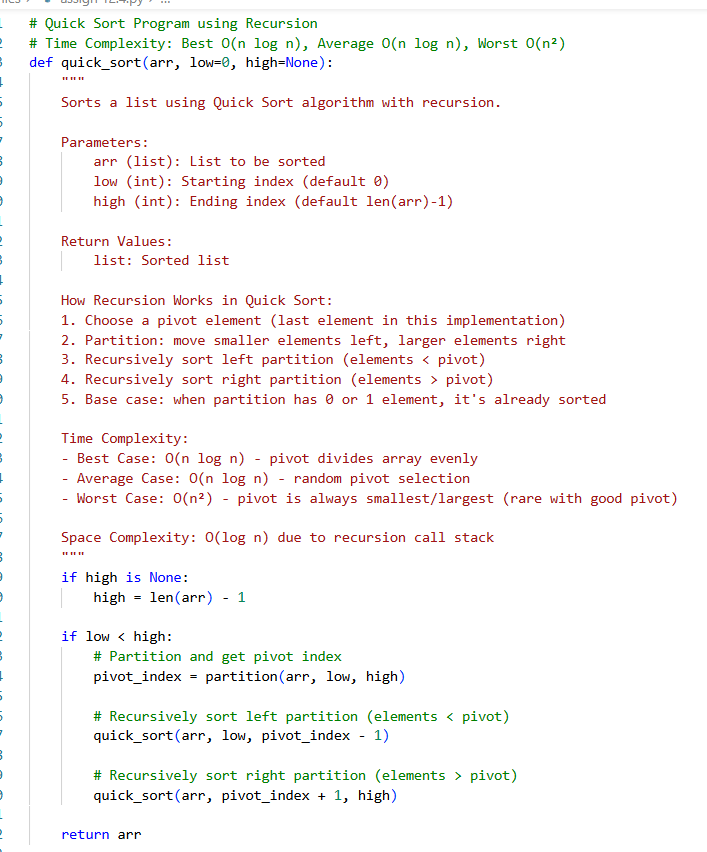 assign-12.4.py > ...
# Quick Sort Program using Recursion
# Time Complexity: Best O(n log n), Average O(n log n), Worst O(n²)
def quick_sort(arr, low=0, high=None):
    """
    Sorts a list using Quick Sort algorithm with recursion.

    Parameters:
        arr (list): List to be sorted
        low (int): Starting index (default 0)
        high (int): Ending index (default len(arr)-1)

    Return Values:
        list: Sorted list

    How Recursion Works in Quick Sort:
    1. Choose a pivot element (last element in this implementation)
    2. Partition: move smaller elements left, larger elements right
    3. Recursively sort left partition (elements < pivot)
    4. Recursively sort right partition (elements > pivot)
    5. Base case: when partition has 0 or 1 element, it's already sorted

    Time Complexity:
    - Best Case: O(n log n) - pivot divides array evenly
    - Average Case: O(n log n) - random pivot selection
    - Worst Case: O(n²) - pivot is always smallest/largest (rare with good pivot)

    Space Complexity: O(log n) due to recursion call stack
    """
    if high is None:
        high = len(arr) - 1

    if low < high:
        # Partition and get pivot index
        pivot_index = partition(arr, low, high)

        # Recursively sort left partition (elements < pivot)
        quick_sort(arr, low, pivot_index - 1)

        # Recursively sort right partition (elements > pivot)
        quick_sort(arr, pivot_index + 1, high)

    return arr